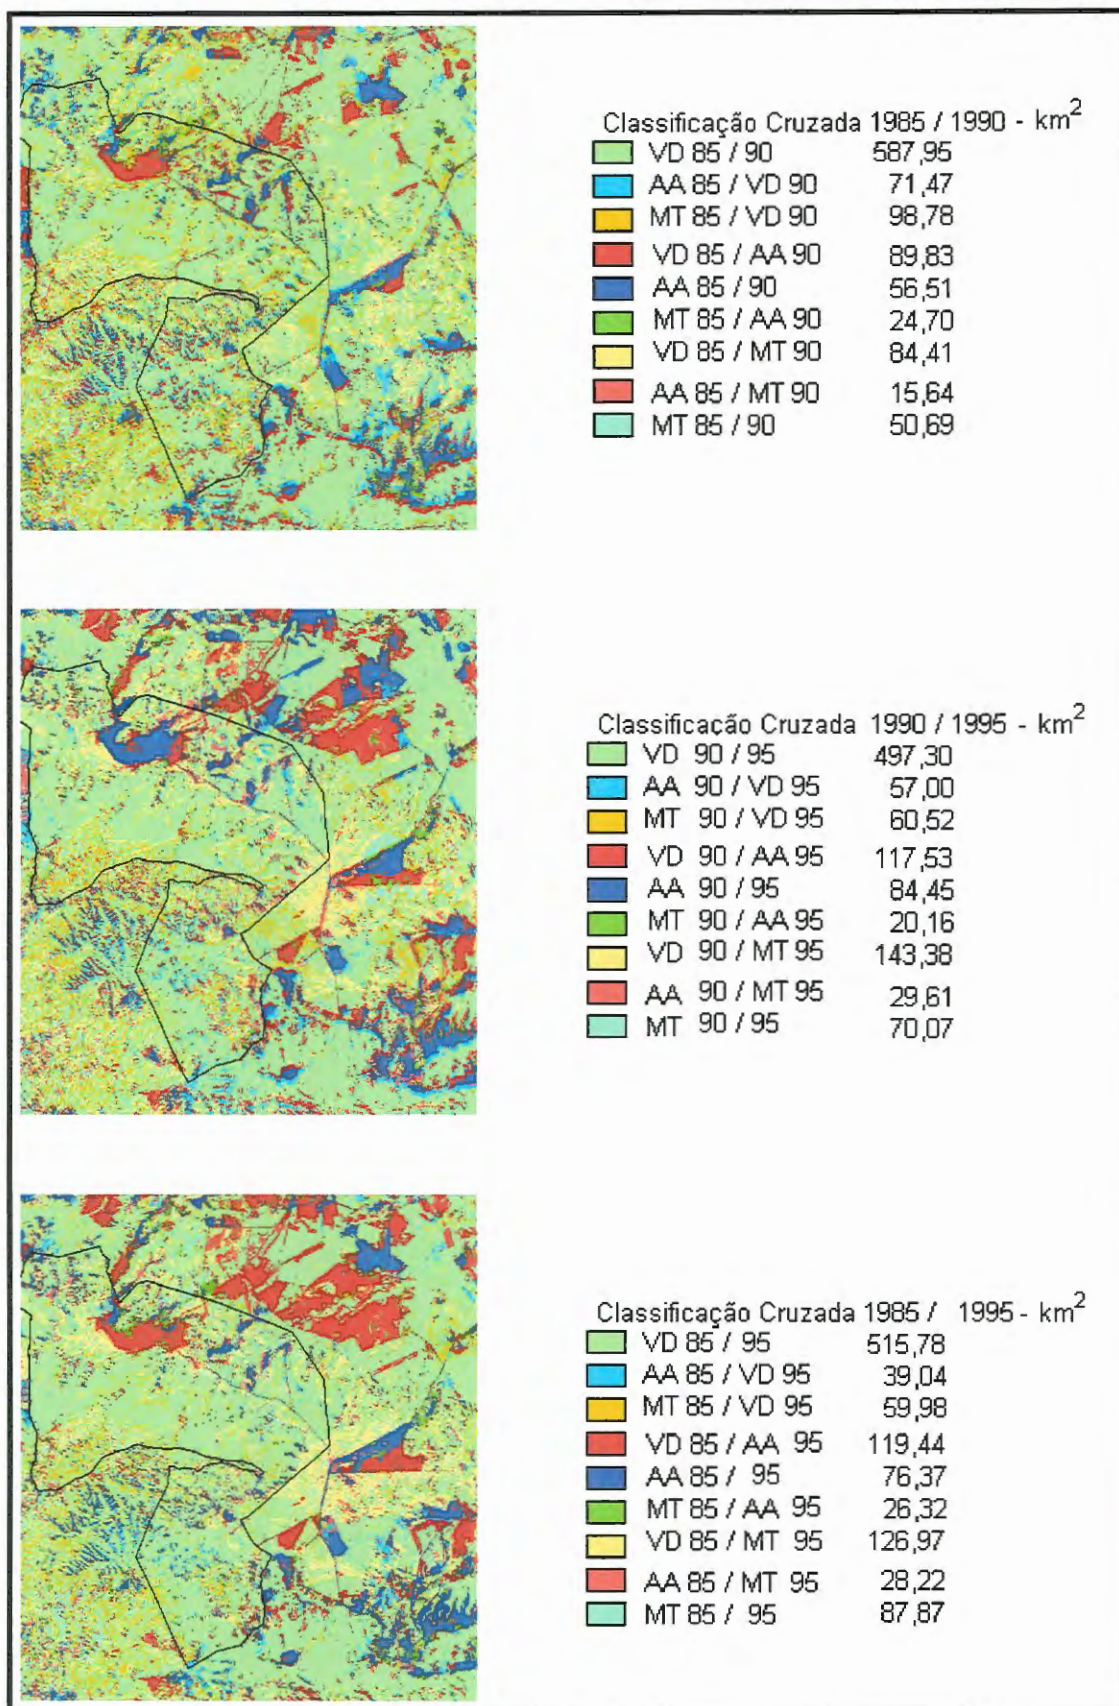 Classificação Cruzada 1985 / 1990 - km²
VD 85 / 90 587,95
AA 85 / VD 90 71,47
MT 85 / VD 90 98,78
VD 85 / AA 90 89,83
AA 85 / 90 56,51
MT 85 / AA 90 24,70
VD 85 / MT 90 84,41
AA 85 / MT 90 15,64
MT 85 / 90 50,69
Classificação Cruzada 1990 / 1995 - km²
VD 90 / 95 497,30
AA 90 / VD 95 57,00
MT 90 / VD 95 60,52
VD 90 / AA 95 117,53
AA 90 / 95 84,45
MT 90 / AA 95 20,16
VD 90 / MT 95 143,38
AA 90 / MT 95 29,61
MT 90 / 95 70,07
Classificação Cruzada 1985 / 1995 - km²
VD 85 / 95 515,78
AA 85 / VD 95 39,04
MT 85 / VD 95 59,98
VD 85 / AA 95 119,44
AA 85 / 95 76,37
MT 85 / AA 95 26,32
VD 85 / MT 95 126,97
AA 85 / MT 95 28,22
MT 85 / 95 87,87